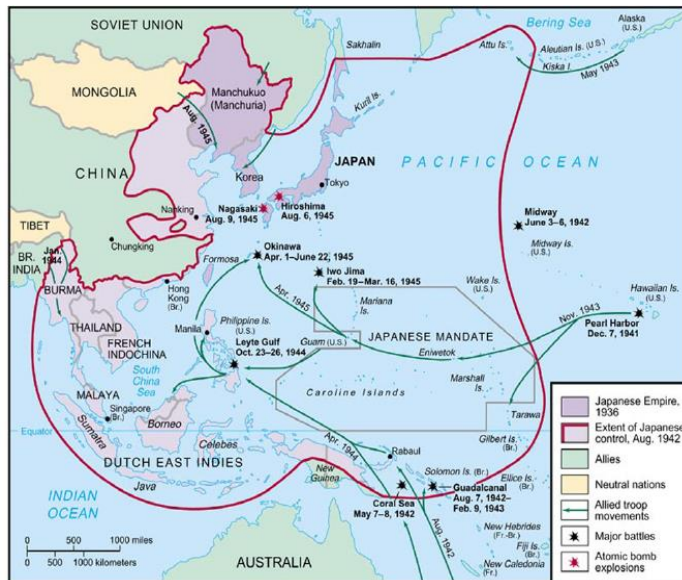 SOVIET UNION
Bering Sea
Alaska
(U.S.)
Sakhalin
Attu Is.
Aleutian Is. (U.S.)
Kiska I.
May 1943
MONGOLIA
Manchukuo
(Manchuria)
Kuril Is.
Aug. 1945
JAPAN
PACIFIC OCEAN
CHINA
Korea
Tokyo
Nanking
Nagasaki
Aug. 9, 1945
Hiroshima
Aug. 6, 1945
Midway
June 3–6, 1942
TIBET
Chungking
Okinawa
Apr. 1–June 22, 1945
Midway Is.
(U.S.)
Jan.
1944
BR.
INDIA
Formosa
Iwo Jima
Feb. 19–Mar. 16, 1945
Wake Is.
(U.S.)
Hawaiian Is.
(U.S.)
BURMA
Hong
Kong
(Br.)
Apr. 1945
Mariana
Is.
Nov. 1943
Pearl Harbor
Dec. 7, 1941
THAILAND
Manila
Philippine Is.
(U.S.)
Guam (U.S.)
JAPANESE MANDATE
FRENCH
INDOCHINA
Leyte Gulf
Oct. 23–26, 1944
Eniwetok
South
China
Sea
Marshall Is.
MALAYA
Caroline Islands
Tarawa
Singapore
(Br.)
Borneo
Equator
Sumatra
Celebes
Apr. 1944
Rabaul
Gilbert Is.
(Br.)
DUTCH EAST INDIES
New
Guinea
Solomon Is. (Br.)
Ellice Is.
(Br.)
Java
Guadalcanal
Aug. 7, 1942–
Feb. 9, 1943
INDIAN
OCEAN
Coral Sea
May 7–8, 1942
Aug. 1942
New Hebrides
(Fr.-Br.)
Fiji Is.
(Br.)
New Caledonia
(Fr.)
AUSTRALIA
0 500 1000 miles
0 500 1000 kilometers
Japanese Empire,
1936
Extent of Japanese
control, Aug. 1942
Allies
Neutral nations
Allied troop
movements
Major battles
Atomic bomb
explosions